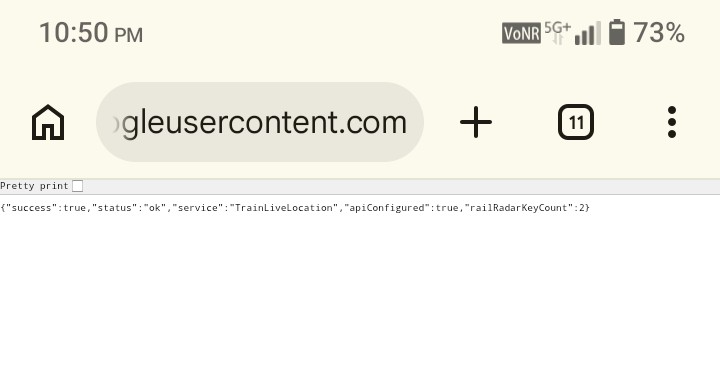 10:50 PM VoNR 5G+ 73%
ogleusercontent.com 11
Pretty print
{"success":true,"status":"ok","service":"TrainLiveLocation","apiConfigured":true,"railRadarKeyCount":2}